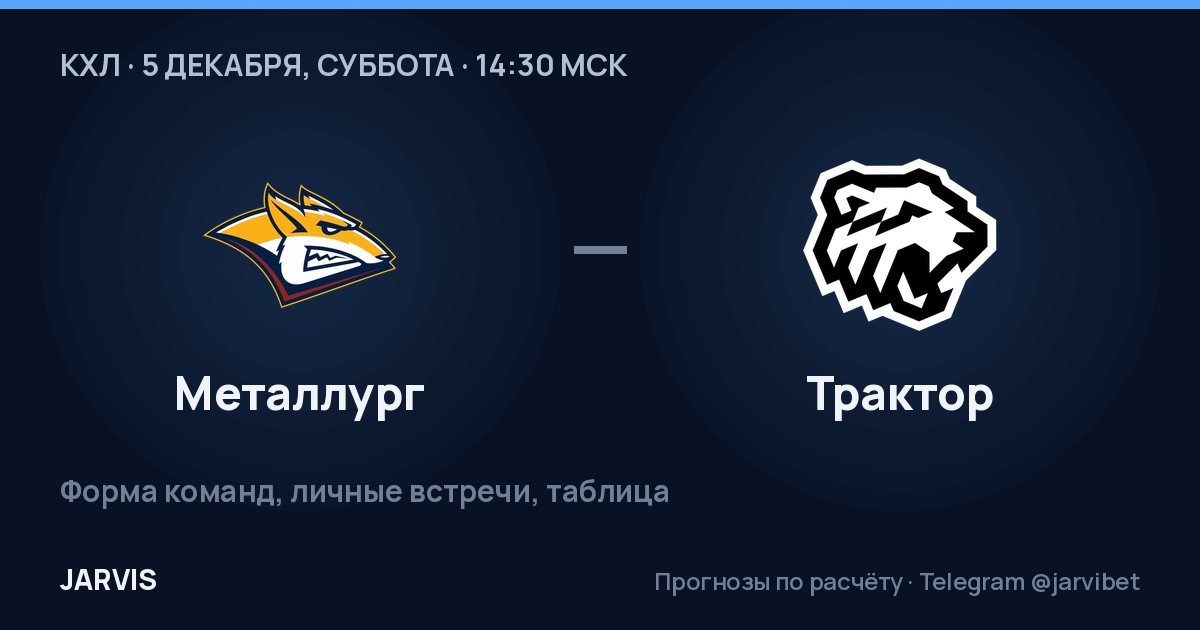 КХЛ · 5 ДЕКАБРЯ, СУББОТА · 14:30 МСК
—
Металлург
Трактор
Форма команд, личные встречи, таблица
JARVIS
Прогнозы по расчёту · Telegram @jarvibet